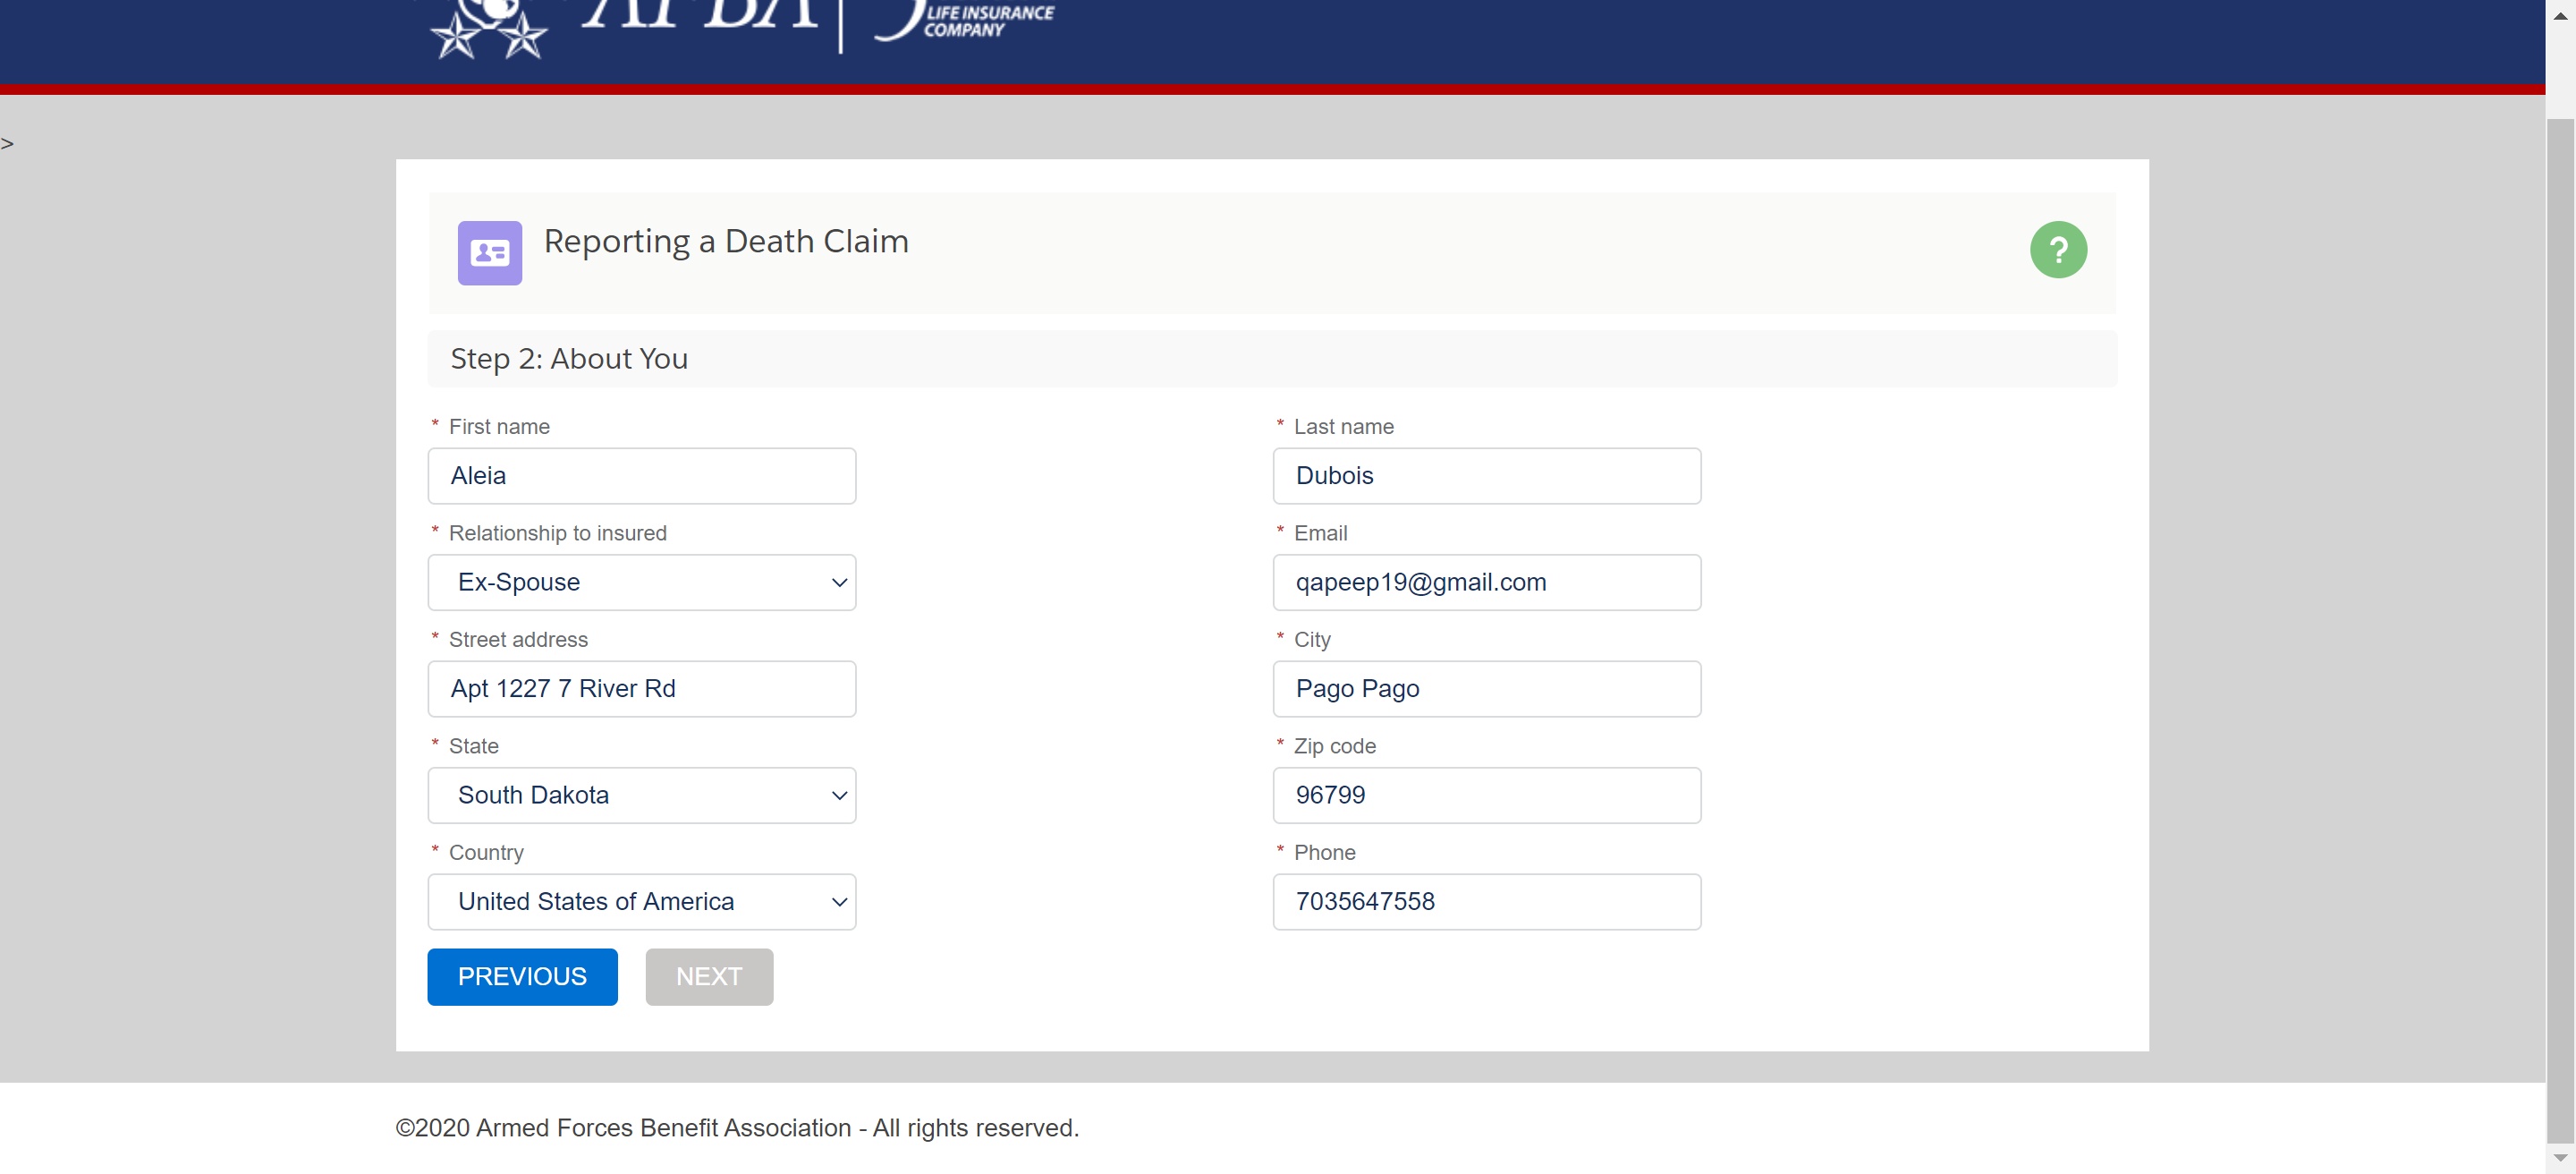 AFBA
LIFE INSURANCE
COMPANY
>
Reporting a Death Claim
?
Step 2: About You
* First name
* Last name
Aleia
Dubois
* Relationship to insured
* Email
Ex-Spouse
qapeep19@gmail.com
* Street address
* City
Apt 1227 7 River Rd
Pago Pago
* State
* Zip code
South Dakota
96799
* Country
* Phone
United States of America
7035647558
PREVIOUS
NEXT
©2020 Armed Forces Benefit Association - All rights reserved.